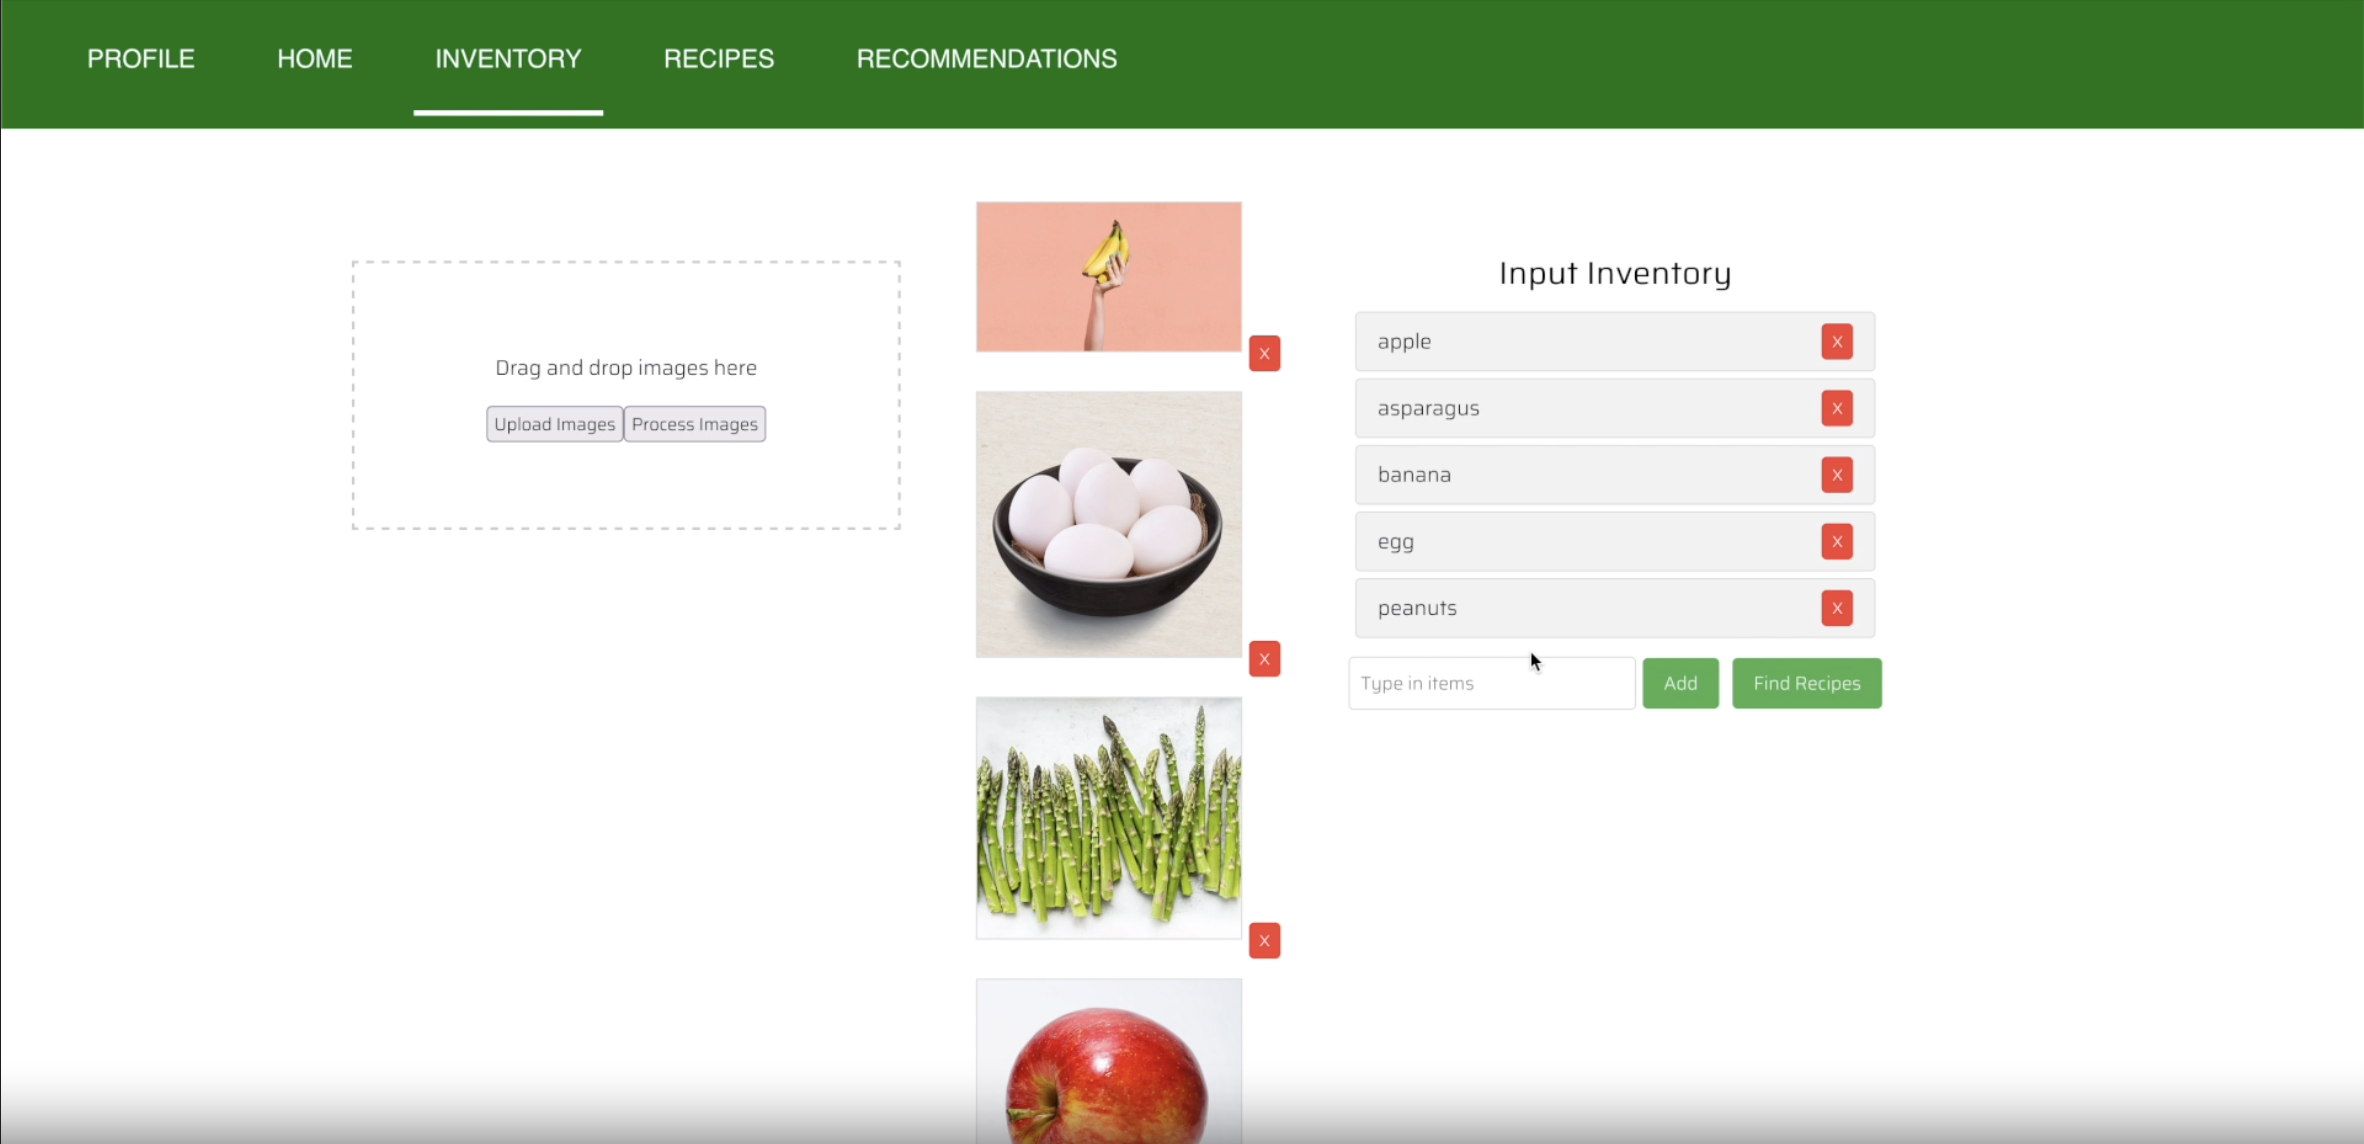 PROFILE HOME INVENTORY RECIPES RECOMMENDATIONS
Drag and drop images here
Upload Images Process Images
X
X
X
Input Inventory
apple X
asparagus X
banana X
egg X
peanuts X
Type in items Add Find Recipes